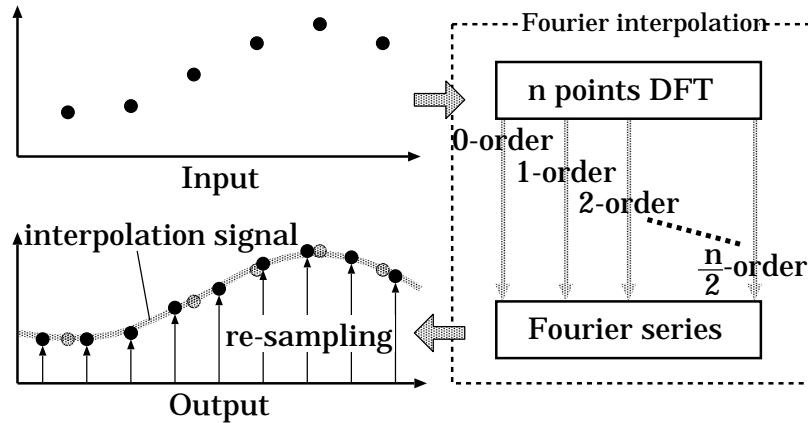 Input
Fourier interpolation
n points DFT
0-order
1-order
2-order
n/2-order
Fourier series
interpolation signal
re-sampling
Output